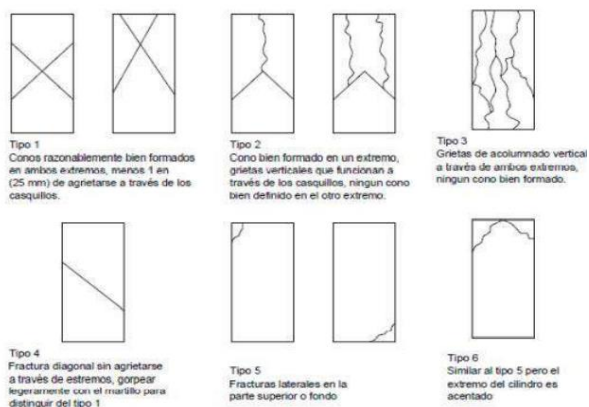 Tipo 1
Conos razonablemente bien formados
en ambos extremos, menos 1 en
(25 mm) de agrietarse a través de los
casquillos.
Tipo 2
Cono bien formado en un extremo,
grietas verticales que funcionan a
través de los casquillos, ningun cono
bien definido en el otro extremo.
Tipo 3
Grietas de acolumnado vertical
a través de ambos extremos,
ningun cono bien formado.
Tipo 4
Fractura diagonal sin agrietarse
a través de estremos, gorpear
legeramente con el martillo para
distinguir del tipo 1
Tipo 5
Fracturas laterales en la
parte superior o fondo
Tipo 6
Similar al tipo 5 pero el
extremo del cilindro es
acentado